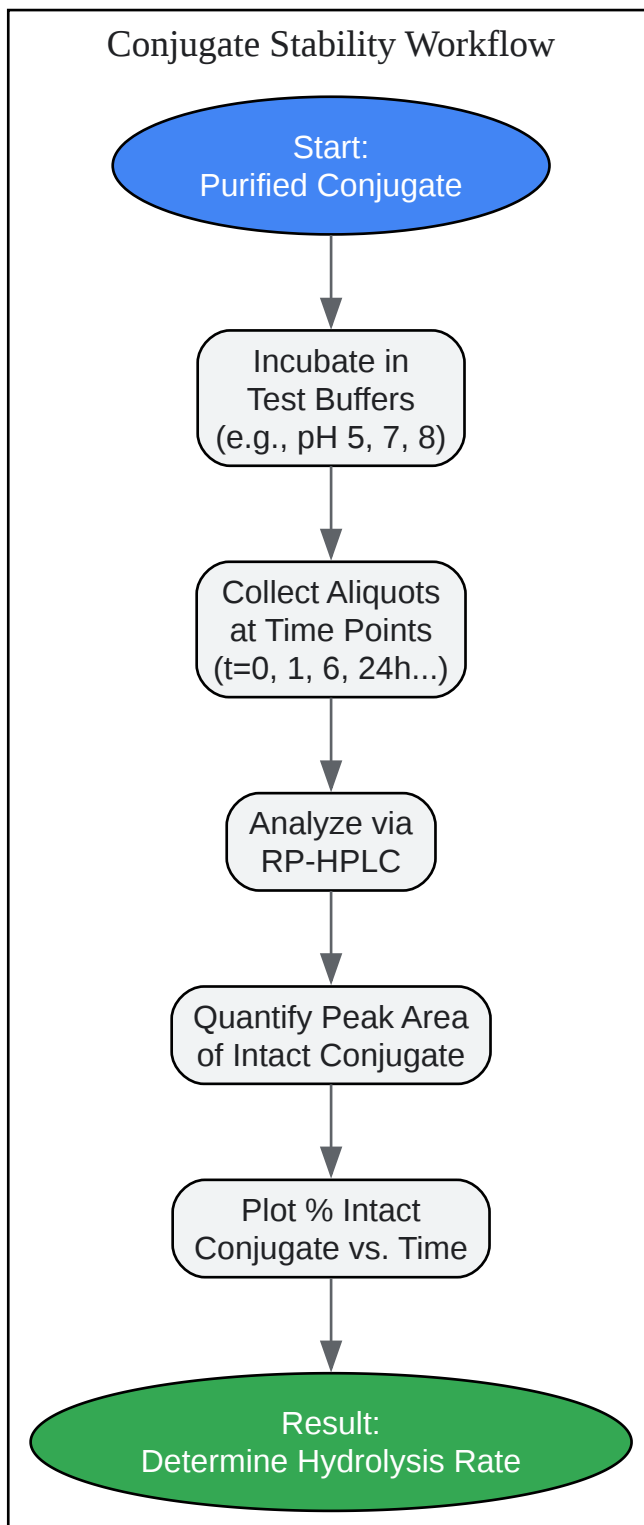 Conjugate Stability Workflow
Start:
Purified Conjugate
Incubate in
Test Buffers
(e.g., pH 5, 7, 8)
Collect Aliquots
at Time Points
(t=0, 1, 6, 24h...)
Analyze via
RP-HPLC
Quantify Peak Area
of Intact Conjugate
Plot % Intact
Conjugate vs. Time
Result:
Determine Hydrolysis Rate